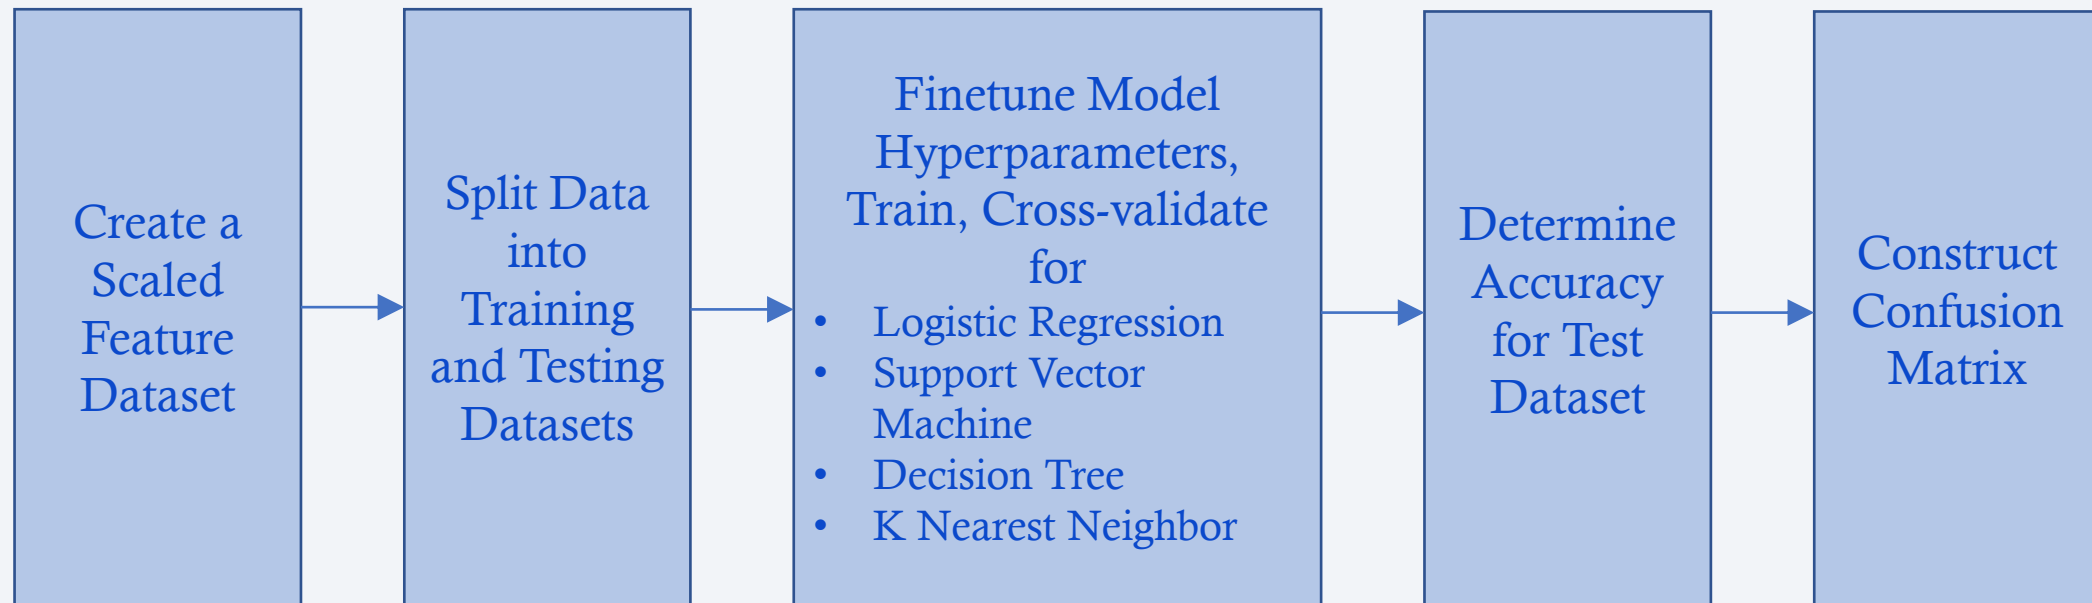 Create a
Scaled
Feature
Dataset
Split Data
into
Training
and Testing
Datasets
Finetune Model
Hyperparameters,
Train, Cross-validate
for
• Logistic Regression
• Support Vector
Machine
• Decision Tree
• K Nearest Neighbor
Determine
Accuracy
for Test
Dataset
Construct
Confusion
Matrix